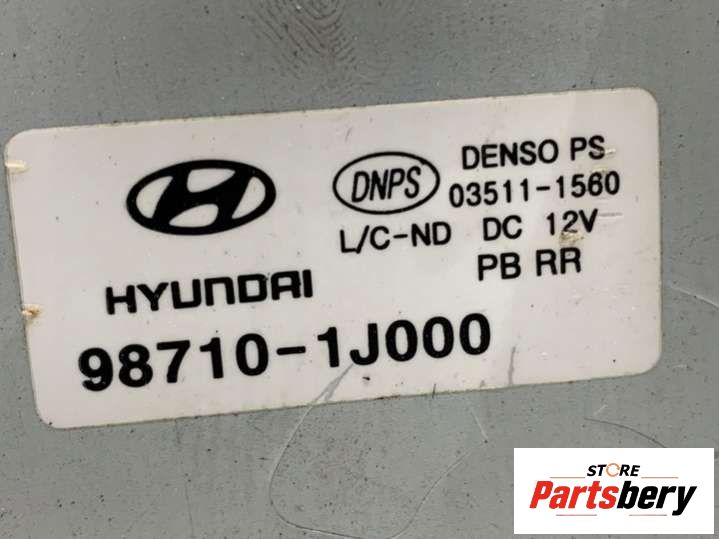 DNPS
DENSO PS
03511-1560
L/C-ND DC 12V
PB RR
HYUNDAI
98710-1J000
STORE
Partsbery